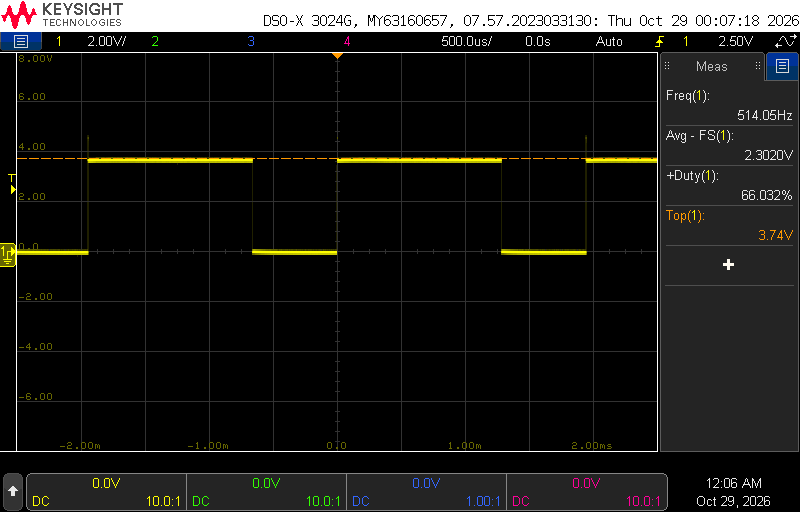 KEYSIGHT
TECHNOLOGIES
DSO-X 3024G, MY63160657, 07.57.2023033130: Thu Oct 29 00:07:18 2026
1 2.00V/ 2 3 4 500.0us/ 0.0s Auto 1 2.50V
8.00V
6.00
4.00
2.00
0.0
-2.00
-4.00
-6.00
-2.00m -1.00m 0.0 1.00m 2.00ms
T
1
Meas
Freq(1):
514.05Hz
Avg - FS(1):
2.3020V
+Duty(1):
66.032%
Top(1):
3.74V
+
0.0V 0.0V 0.0V 0.0V
DC 10.0:1 DC 10.0:1 DC 1.00:1 DC 10.0:1
12:06 AM
Oct 29, 2026